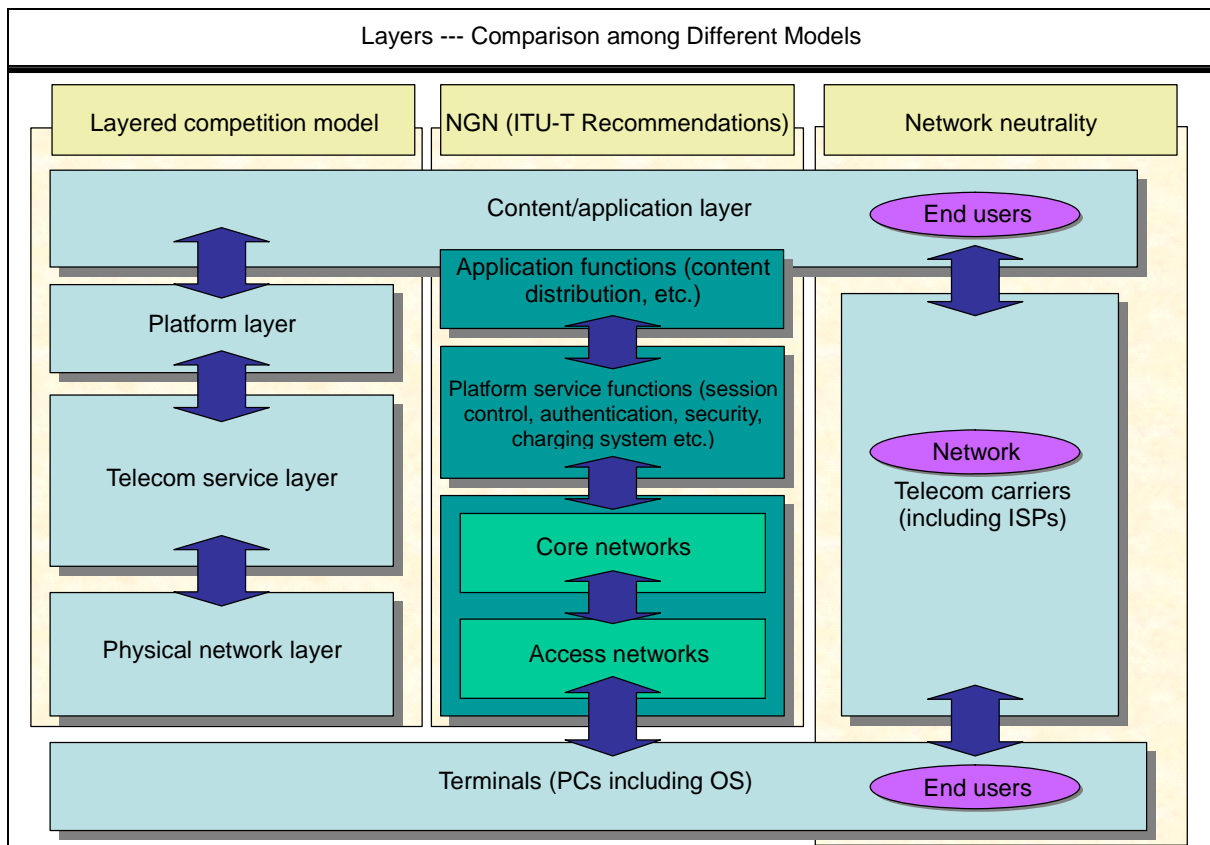 Layers --- Comparison among Different Models
Layered competition model
NGN (ITU-T Recommendations)
Network neutrality
Content/application layer
End users
Application functions (content
distribution, etc.)
Platform layer
Platform service functions (session
control, authentication, security,
charging system etc.)
Telecom service layer
Network
Telecom carriers
(including ISPs)
Core networks
Physical network layer
Access networks
Terminals (PCs including OS)
End users